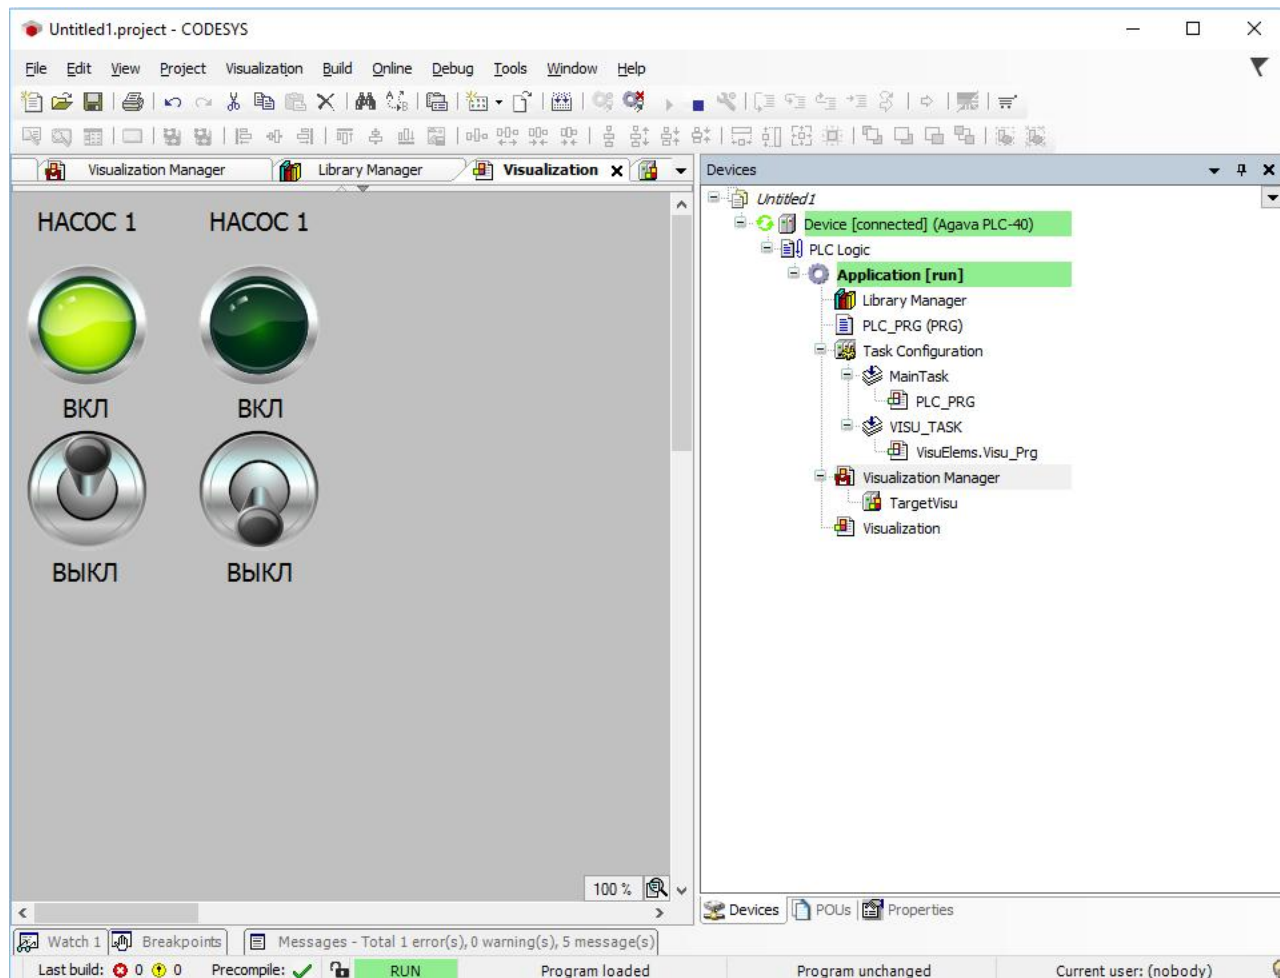 Untitled1.project - CODESYS
File Edit View Project Visualization Build Online Debug Tools Window Help
Visualization Manager Library Manager Visualization
НАСОС 1 НАСОС 1
ВКЛ ВКЛ
ВЫКЛ ВЫКЛ
100 %
Devices
Untitled1
Device [connected] (Agava PLC-40)
PLC Logic
Application [run]
Library Manager
PLC_PRG (PRG)
Task Configuration
MainTask
PLC_PRG
VISU_TASK
VisuElems.Visu_Prg
Visualization Manager
TargetVisu
Visualization
Devices POUs Properties
Watch 1 Breakpoints Messages - Total 1 error(s), 0 warning(s), 5 message(s)
Last build: 0 0 Precompile: RUN Program loaded Program unchanged Current user: (nobody)